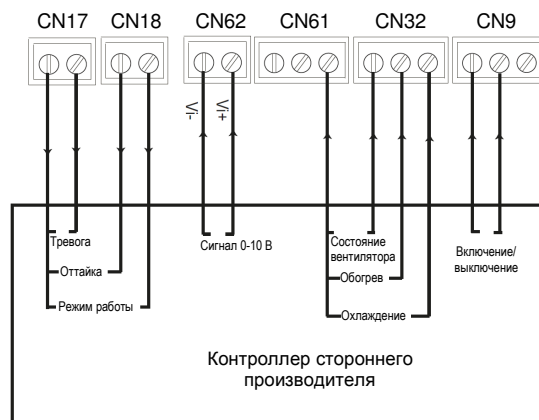 CN17 CN18 CN62 CN61 CN32 CN9
Vi- Vi+
Тревога
Сигнал 0-10 В
Состояние
вентилятора
Включение/
выключение
Оттайка
Обогрев
Режим работы
Охлаждение
Контроллер стороннего
производителя